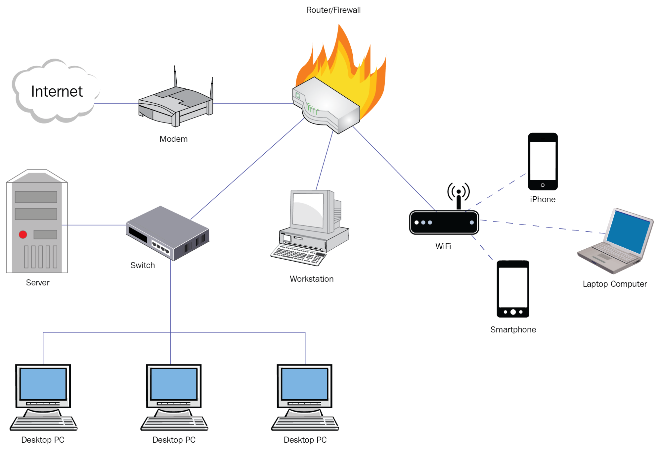 Router/Firewall
Internet
Modem
iPhone
WiFi
Switch
Workstation
Server
Laptop Computer
Smartphone
Desktop PC
Desktop PC
Desktop PC